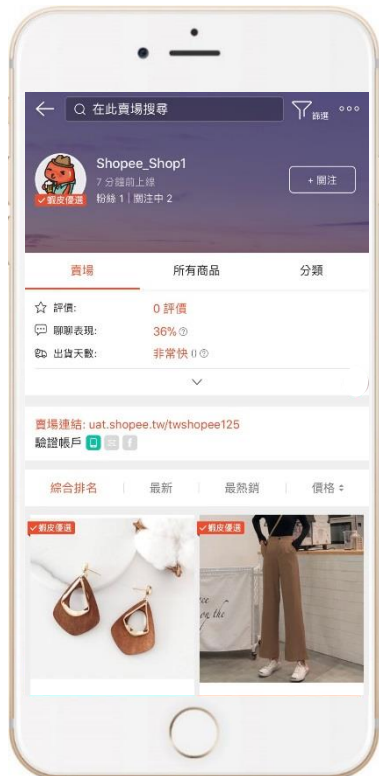 在此賣場搜尋
篩選
Shopee_Shop1
7 分鐘前上線
蝦皮優選
粉絲 1 | 關注中 2
+ 關注
賣場
所有商品
分類
評價:
0 評價
聊聊表現:
36%
出貨天數:
非常快 0
賣場連結: uat.shopee.tw/twshopee125
驗證帳戶
綜合排名
最新
最熱銷
價格
蝦皮優選
蝦皮優選
on the